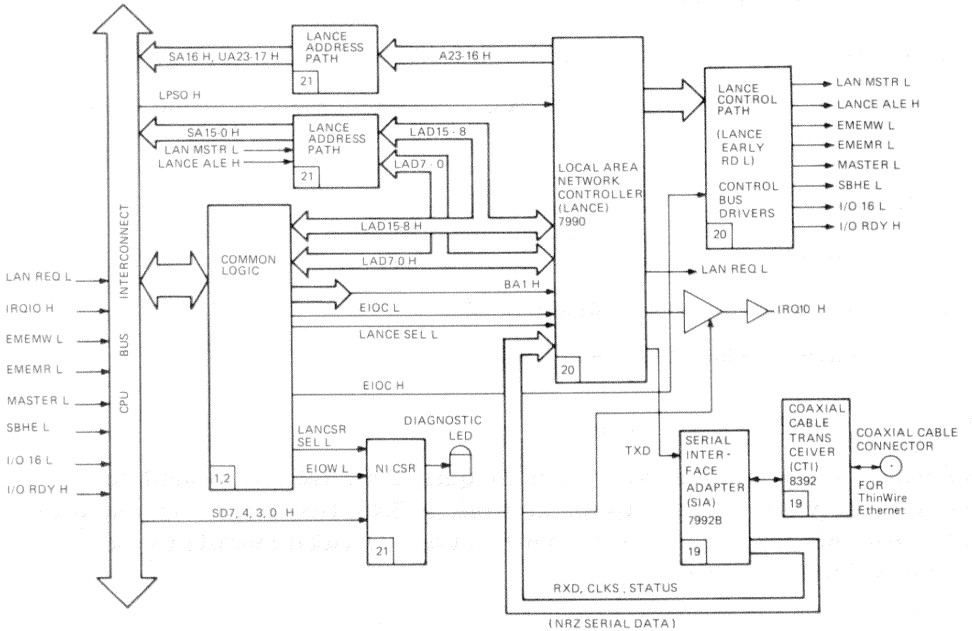 LANCE
ADDRESS
PATH
21
SA16 H, UA23-17 H
A23-16 H
LPSO H
SA15-0 H
LAN MSTR L
LANCE ALE H
LANCE
ADDRESS
PATH
21
LAD15 - 8
LAD7 - 0
LOCAL AREA
NETWORK
CONTROLLER
(LANCE)
7990
20
LANCE
CONTROL
PATH
(LANCE
EARLY
RD L)
CONTROL
BUS
DRIVERS
20
LAN MSTR L
LANCE ALE H
EMEMW L
EMEMR L
MASTER L
SBHE L
I/O 16 L
I/O RDY H
CPU BUS INTERCONNECT
LAN REQ L
IRQ10 H
EMEMW L
EMEMR L
MASTER L
SBHE L
I/O 16 L
I/O RDY H
COMMON
LOGIC
1,2
LAD15-8 H
LAD7-0 H
BA1 H
EIOC L
LANCE SEL L
EIOC H
LAN REQ L
IRQ10 H
LANCSR
SEL L
EIOW L
SD7, 4, 3, 0 H
NI CSR
21
DIAGNOSTIC
LED
TXD
SERIAL
INTER-
FACE
ADAPTER
(SIA)
7992B
19
COAXIAL
CABLE
TRANS
CEIVER
(CTI)
8392
19
COAXIAL CABLE
CONNECTOR
FOR
ThinWire
Ethernet
RXD, CLKS, STATUS
(NRZ SERIAL DATA)